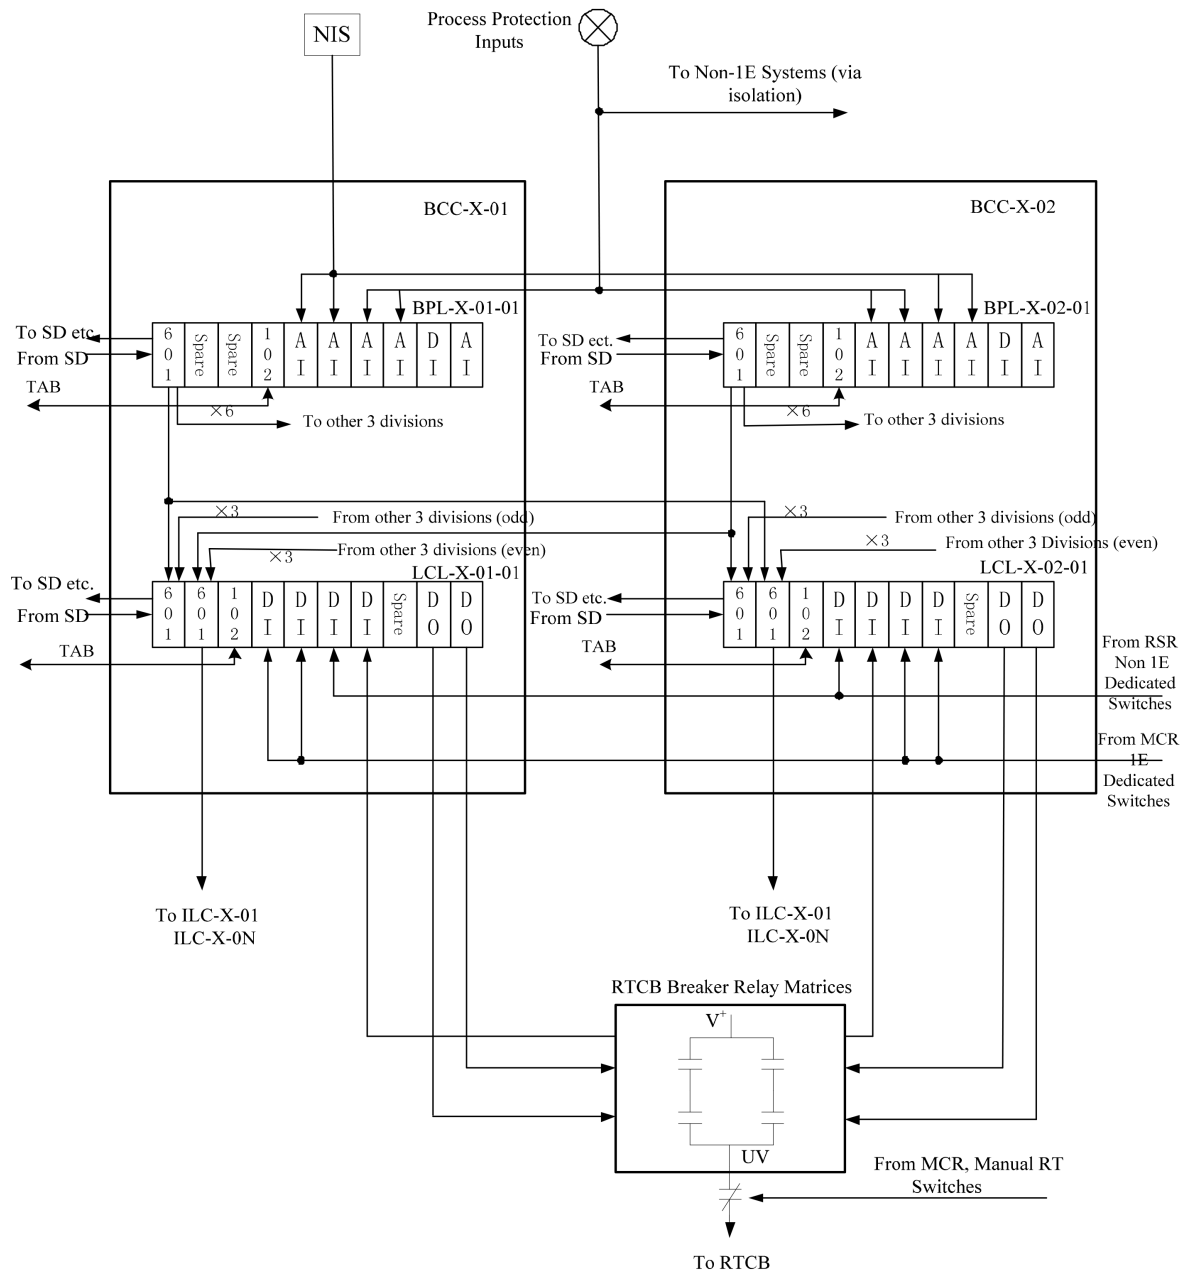 NIS
Process Protection
Inputs
To Non-1E Systems (via
isolation)
BCC-X-01
BCC-X-02
BPL-X-01-01
BPL-X-02-01
To SD etc.
From SD
601
Spare
Spare
102
AI
AI
AI
AI
DI
AI
To SD ect.
From SD
601
Spare
Spare
102
AI
AI
AI
AI
DI
AI
TAB
×6
To other 3 divisions
TAB
×6
To other 3 divisions
×3
From other 3 divisions (odd)
×3
From other 3 divisions (odd)
From other 3 divisions (even)
×3
×3
From other 3 Divisions (even)
LCL-X-01-01
LCL-X-02-01
To SD etc.
From SD
601
601
102
DI
DI
DI
DI
Spare
DO
DO
To SD etc.
From SD
601
601
102
DI
DI
DI
DI
Spare
DO
DO
TAB
TAB
From RSR
Non 1E
Dedicated
Switches
From MCR
1E
Dedicated
Switches
To ILC-X-01
ILC-X-0N
To ILC-X-01
ILC-X-0N
RTCB Breaker Relay Matrices
V+
UV
From MCR, Manual RT
Switches
To RTCB